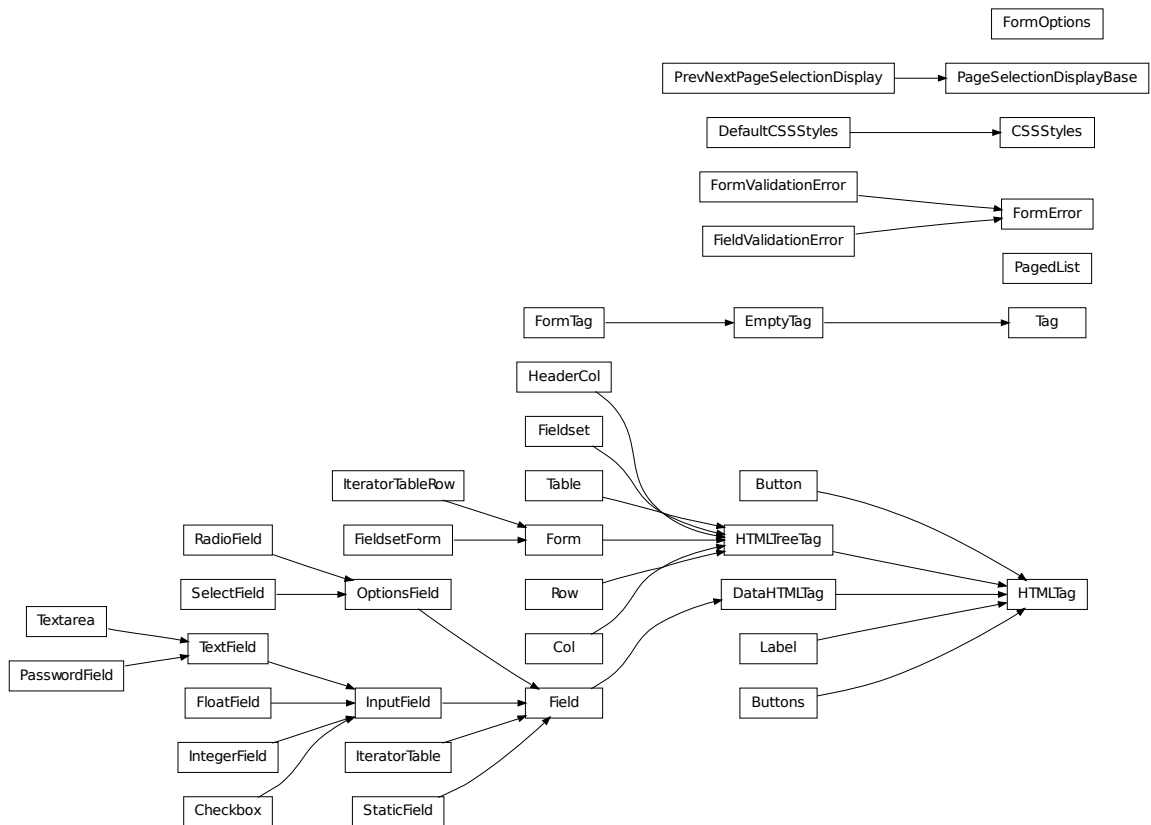 FormOptions
PrevNextPageSelectionDisplay
PageSelectionDisplayBase
DefaultCSSStyles
CSSStyles
FormValidationError
FormError
FieldValidationError
PagedList
FormTag
EmptyTag
Tag
HeaderCol
Fieldset
IteratorTableRow
Table
Button
RadioField
FieldsetForm
Form
HTMLTreeTag
SelectField
OptionsField
Row
DataHTMLTag
HTMLTag
Textarea
TextField
Col
Label
PasswordField
FloatField
InputField
Field
Buttons
IntegerField
IteratorTable
Checkbox
StaticField